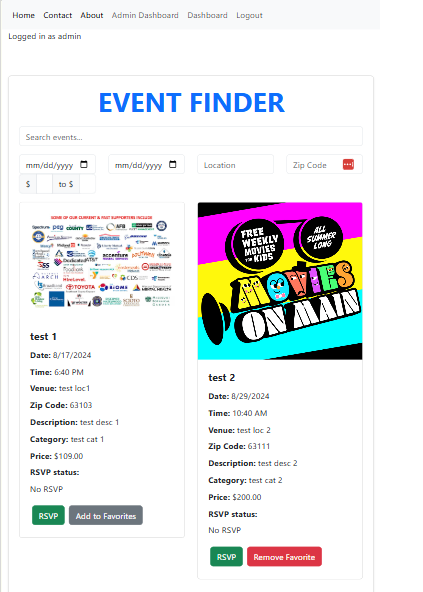 Home Contact About Admin Dashboard Dashboard Logout
Logged in as admin
EVENT FINDER
Search events...
mm/dd/yyyy mm/dd/yyyy Location Zip Code
$ to $
SOME OF OUR CURRENT & PAST SUPPORTERS INCLUDE
FREE WEEKLY MOVIES FOR KIDS
ALL SUMMER LONG
MOVIES
ON MAIN
test 1
Date: 8/17/2024
Time: 6:40 PM
Venue: test loc1
Zip Code: 63103
Description: test desc 1
Category: test cat 1
Price: $109.00
RSVP status:
No RSVP
RSVP Add to Favorites
test 2
Date: 8/29/2024
Time: 10:40 AM
Venue: test loc 2
Zip Code: 63111
Description: test desc 2
Category: test cat 2
Price: $200.00
RSVP status:
No RSVP
RSVP Remove Favorite